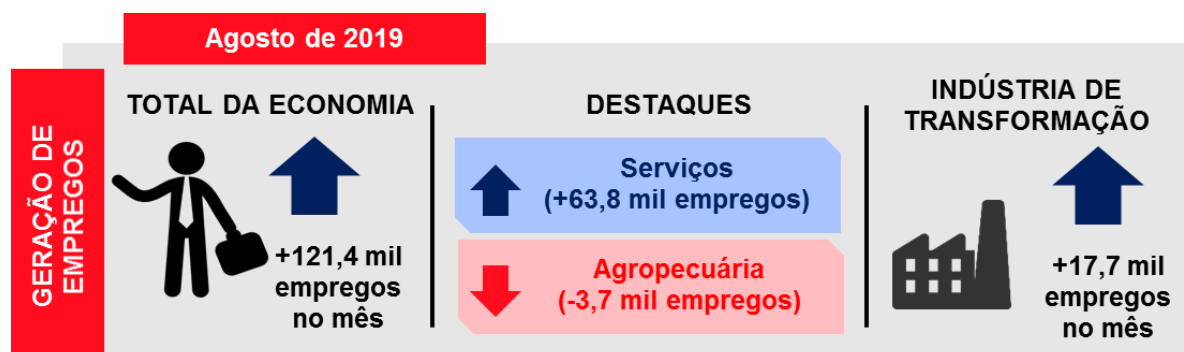 Agosto de 2019
GERAÇÃO DE
EMPREGOS
TOTAL DA ECONOMIA
+121,4 mil
empregos
no mês
DESTAQUES
Serviços
(+63,8 mil empregos)
Agropecuária
(-3,7 mil empregos)
INDÚSTRIA DE
TRANSFORMAÇÃO
+17,7 mil
empregos
no mês